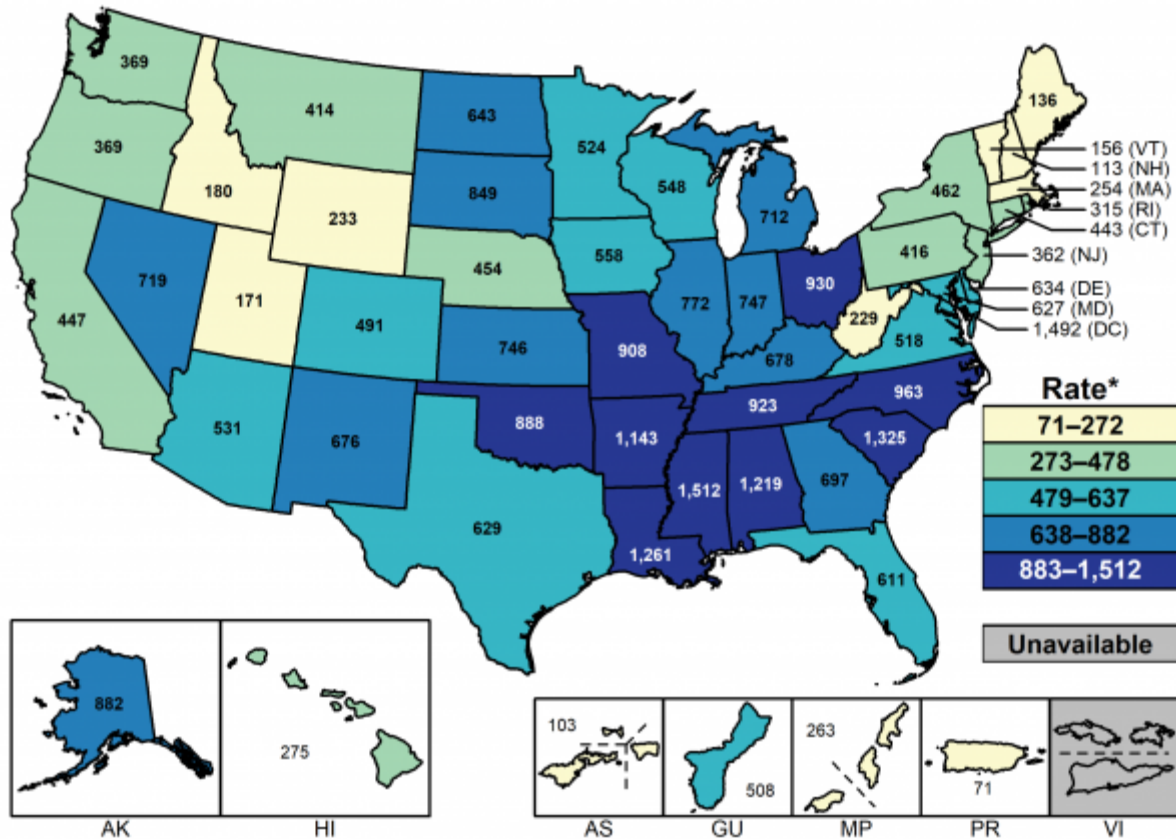 369
414
643
524
136
369
180
233
849
548
712
462
156 (VT)
113 (NH)
254 (MA)
315 (RI)
443 (CT)
719
171
454
558
416
362 (NJ)
447
491
746
772
747
930
229
634 (DE)
627 (MD)
1,492 (DC)
908
678
518
531
676
888
1,143
923
963
1,325
629
1,512
1,219
697
1,261
611
Rate*
71–272
273–478
479–637
638–882
883–1,512
Unavailable
882
275
103
508
263
71
AK
HI
AS
GU
MP
PR
VI